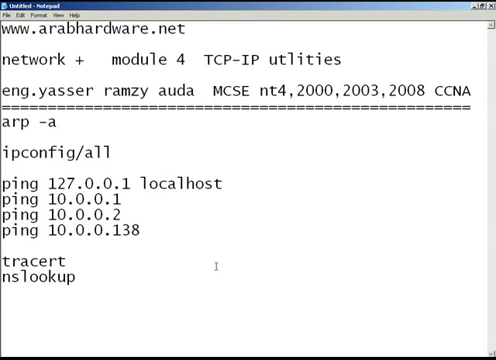 Untitled - Notepad
File Edit Format View Help
www.arabhardware.net
network + module 4 TCP-IP utlities
eng.yasser ramzy auda MCSE nt4,2000,2003,2008 CCNA
===================================================
arp -a
ipconfig/all
ping 127.0.0.1 localhost
ping 10.0.0.1
ping 10.0.0.2
ping 10.0.0.138
tracert
nslookup